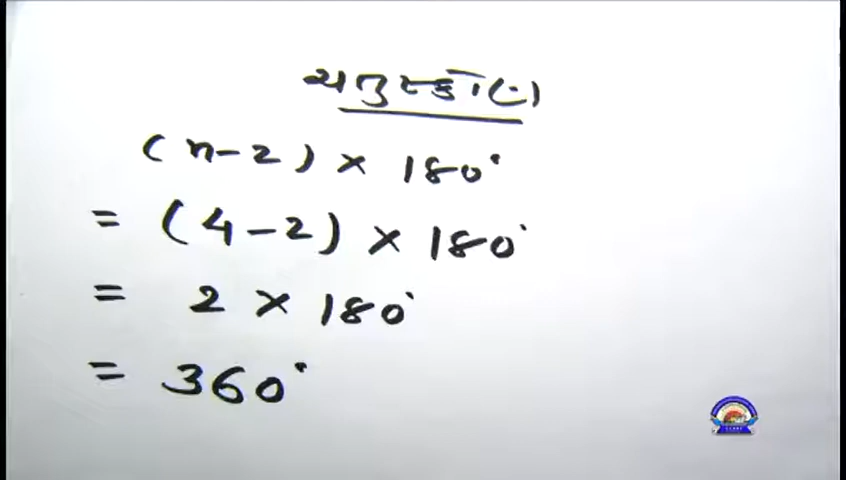 चतुष्कोण
(n-2) × 180°
= (4-2) × 180°
= 2 × 180°
= 360°